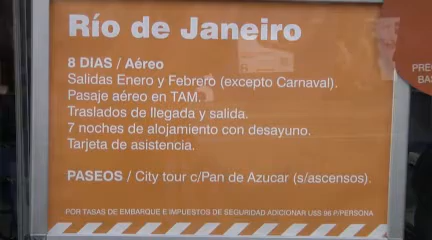 Río de Janeiro
8 DIAS / Aéreo
Salidas Enero y Febrero (excepto Carnaval).
Pasaje aéreo en TAM.
Traslados de llegada y salida.
7 noches de alojamiento con desayuno.
Tarjeta de asistencia.
PASEOS / City tour c/Pan de Azucar (s/ascensos).
POR TASAS DE EMBARQUE E IMPUESTOS DE SEGURIDAD ADICIONAR US$ 96 P/PERSONA